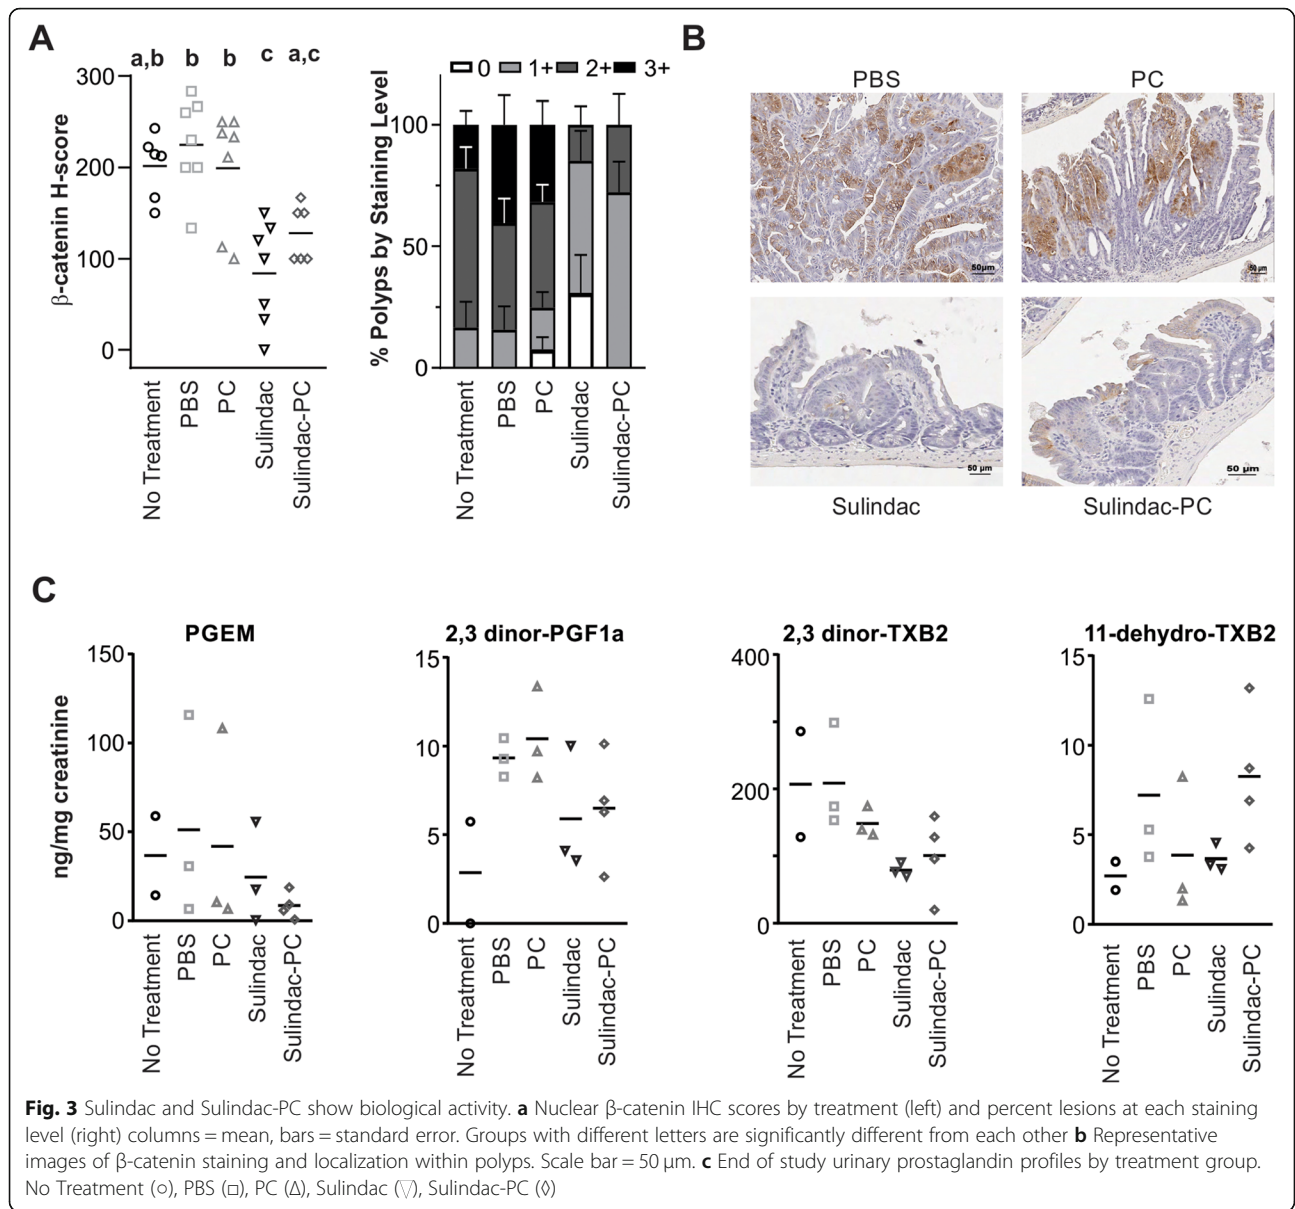 A
B
a,b b b c a,c
0 1+ 2+ 3+
PBS
PC
300
200
100
0
β-catenin H-score
No Treatment
PBS
PC
Sulindac
Sulindac-PC
% Polyps by Staining Level
100
50
0
No Treatment
PBS
PC
Sulindac
Sulindac-PC
50µm
50 µm
50 µm
50 µm
Sulindac
Sulindac-PC
C
PGEM
ng/mg creatinine
150
100
50
0
No Treatment
PBS
PC
Sulindac
Sulindac-PC
2,3 dinor-PGF1a
15
10
5
0
No Treatment
PBS
PC
Sulindac
Sulindac-PC
2,3 dinor-TXB2
400
200
0
No Treatment
PBS
PC
Sulindac
Sulindac-PC
11-dehydro-TXB2
15
10
5
0
No Treatment
PBS
PC
Sulindac
Sulindac-PC
Fig. 3 Sulindac and Sulindac-PC show biological activity. a Nuclear β-catenin IHC scores by treatment (left) and percent lesions at each staining
level (right) columns = mean, bars = standard error. Groups with different letters are significantly different from each other b Representative
images of β-catenin staining and localization within polyps. Scale bar = 50 µm. c End of study urinary prostaglandin profiles by treatment group.
No Treatment (○), PBS (□), PC (Δ), Sulindac (▽), Sulindac-PC (◊)